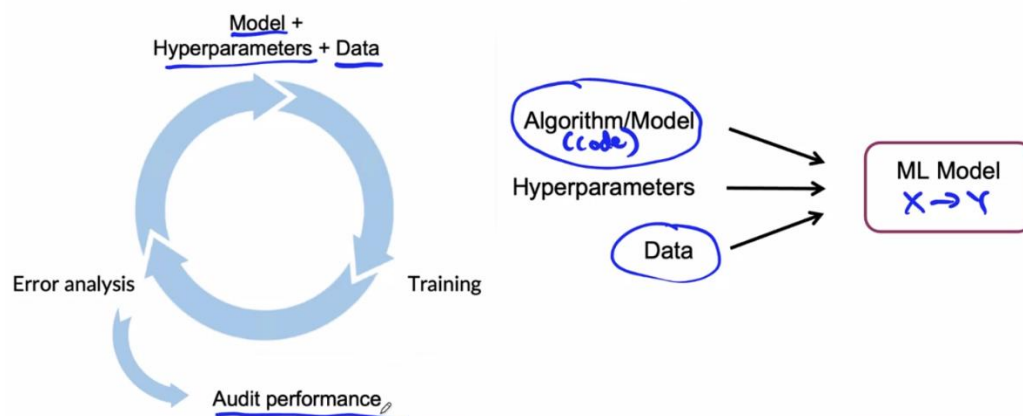 Model +
Hyperparameters + Data
Error analysis
Training
Audit performance
Algorithm/Model
(code)
Hyperparameters
Data
ML Model
X → Y